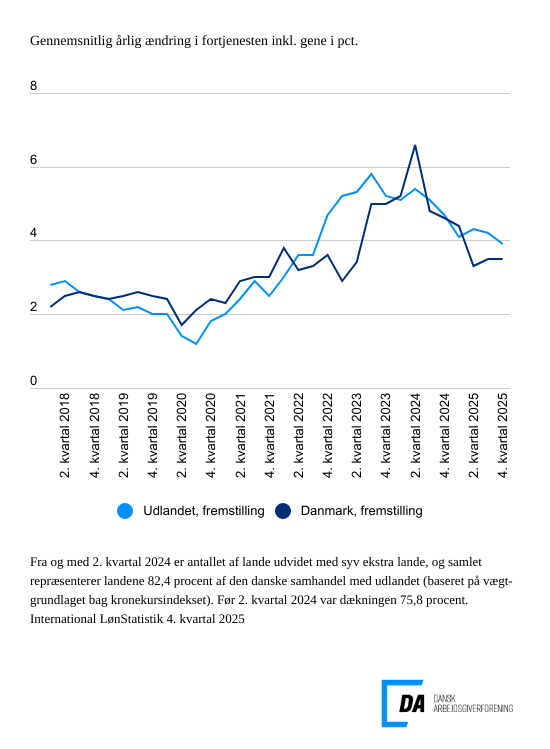 Gennemsnitlig årlig ændring i fortjenesten inkl. gene i pct.
8
6
4
2
0
2. kvartal 2018
4. kvartal 2018
2. kvartal 2019
4. kvartal 2019
2. kvartal 2020
4. kvartal 2020
2. kvartal 2021
4. kvartal 2021
2. kvartal 2022
4. kvartal 2022
2. kvartal 2023
4. kvartal 2023
2. kvartal 2024
4. kvartal 2024
2. kvartal 2025
4. kvartal 2025
Udlandet, fremstilling
Danmark, fremstilling
Fra og med 2. kvartal 2024 er antallet af lande udvidet med syv ekstra lande, og samlet
repræsenterer landene 82,4 procent af den danske samhandel med udlandet (baseret på vægt-
grundlaget bag kronekursindekset). Før 2. kvartal 2024 var dækningen 75,8 procent.
International LønStatistik 4. kvartal 2025
DA
DANSK
ARBEJDSGIVERFORENING